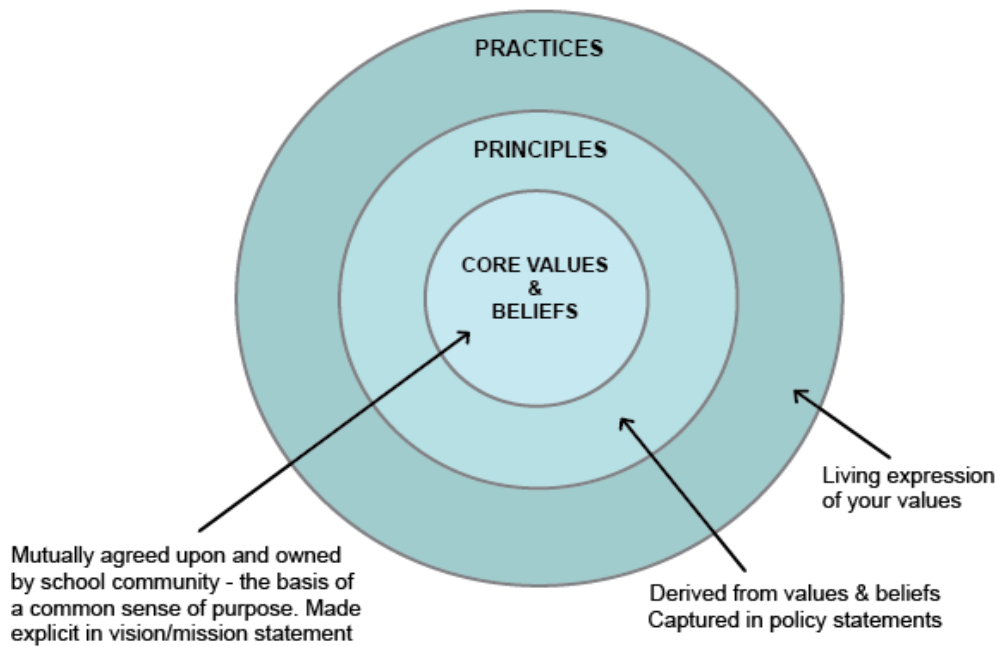 PRACTICES
PRINCIPLES
CORE VALUES
&
BELIEFS
Living expression
of your values
Mutually agreed upon and owned
by school community - the basis of
a common sense of purpose. Made
explicit in vision/mission statement
Derived from values & beliefs
Captured in policy statements